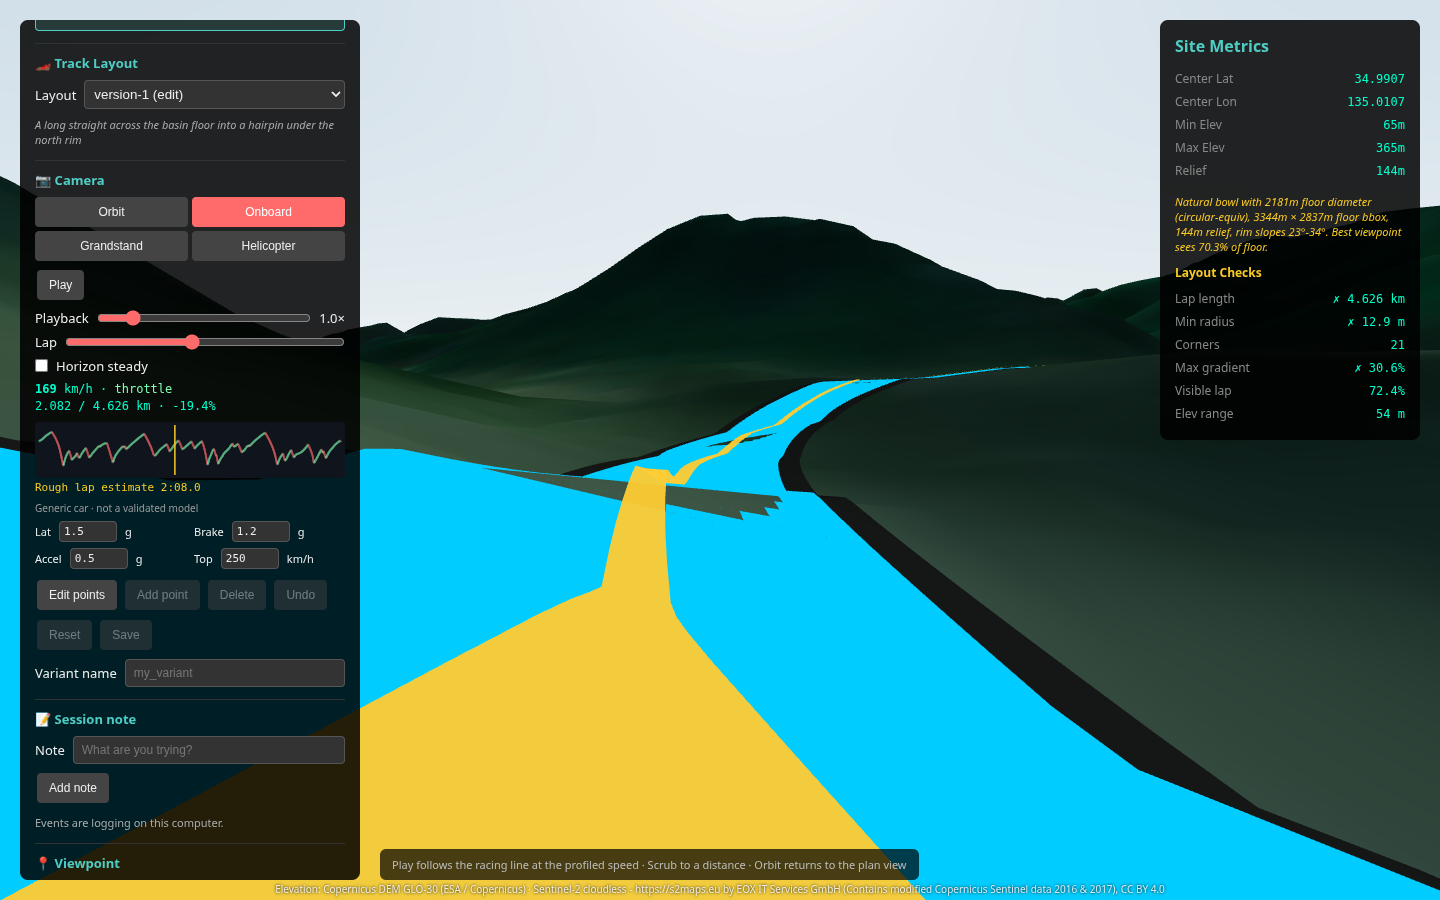 🏎️ Track Layout
Layout version-1 (edit)
A long straight across the basin floor into a hairpin under the
north rim
📷 Camera
Orbit Onboard
Grandstand Helicopter
Play
Playback 1.0×
Lap
Horizon steady
169 km/h · throttle
2.082 / 4.626 km · -19.4%
Rough lap estimate 2:08.0
Generic car · not a validated model
Lat 1.5 g Brake 1.2 g
Accel 0.5 g Top 250 km/h
Edit points Add point Delete Undo
Reset Save
Variant name my_variant
📝 Session note
Note What are you trying?
Add note
Events are logging on this computer.
📍 Viewpoint
Site Metrics
Center Lat 34.9907
Center Lon 135.0107
Min Elev 65m
Max Elev 365m
Relief 144m
Natural bowl with 2181m floor diameter
(circular-equiv), 3344m × 2837m floor bbox,
144m relief, rim slopes 23°-34°. Best viewpoint
sees 70.3% of floor.
Layout Checks
Lap length ✗ 4.626 km
Min radius ✗ 12.9 m
Corners 21
Max gradient ✗ 30.6%
Visible lap 72.4%
Elev range 54 m
Play follows the racing line at the profiled speed · Scrub to a distance · Orbit returns to the plan view
Elevation: Copernicus DEM GLO-30 (ESA / Copernicus) · Sentinel-2 cloudless - https://s2maps.eu by EOX IT Services GmbH (Contains modified Copernicus Sentinel data 2016 & 2017), CC BY 4.0